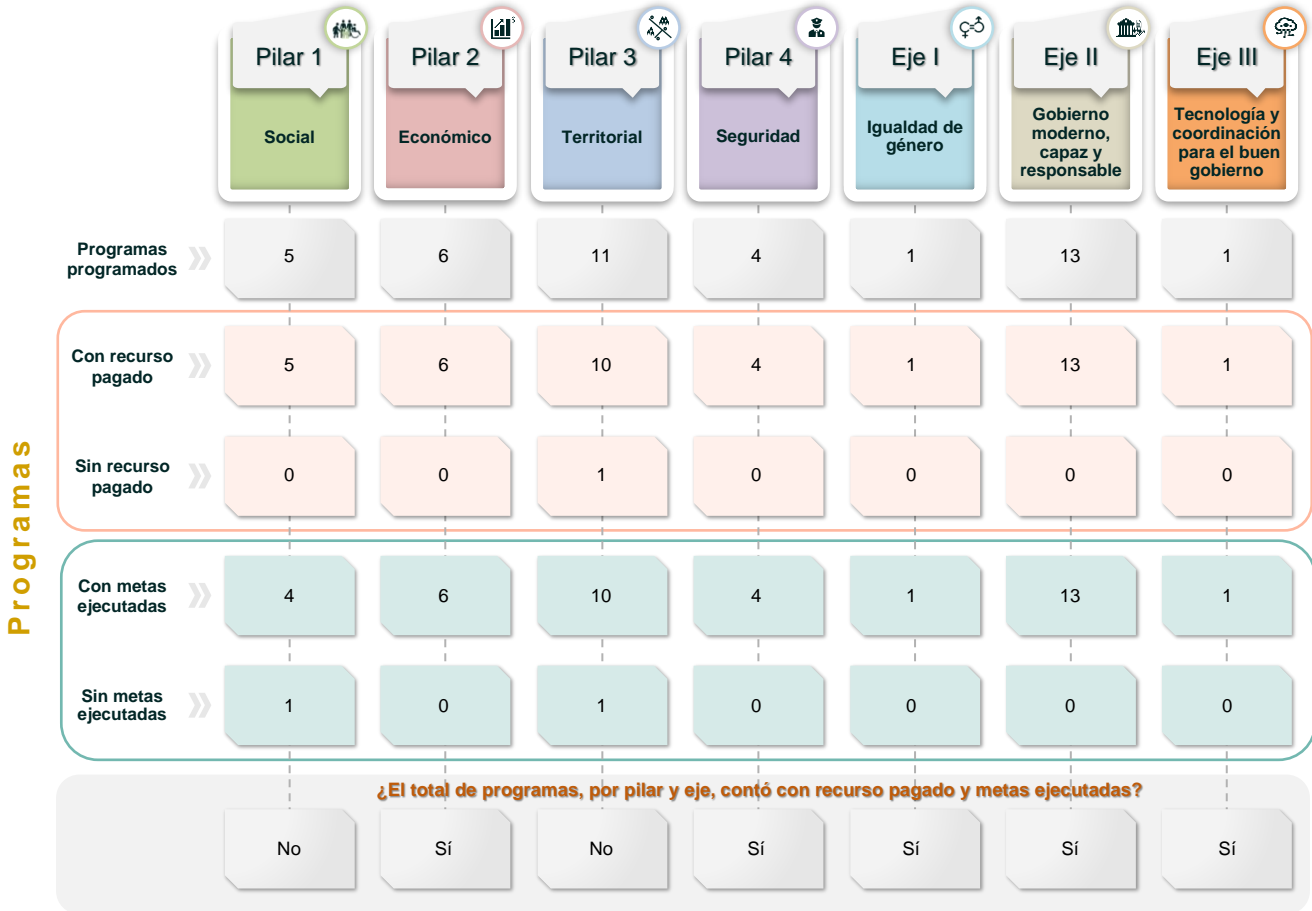 Pilar 1
Pilar 2
Pilar 3
Pilar 4
Eje I
Eje II
Eje III
Social
Económico
Territorial
Seguridad
Igualdad de
género
Gobierno
moderno,
capaz y
responsable
Tecnología y
coordinación
para el buen
gobierno
Programas
programados
5
6
11
4
1
13
1
Programas
Con recurso
pagado
5
6
10
4
1
13
1
Sin recurso
pagado
0
0
1
0
0
0
0
Con metas
ejecutadas
4
6
10
4
1
13
1
Sin metas
ejecutadas
1
0
1
0
0
0
0
¿El total de programas, por pilar y eje, contó con recurso pagado y metas ejecutadas?
No
Sí
No
Sí
Sí
Sí
Sí